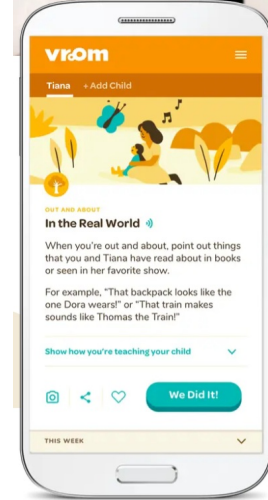 vroom
Tiana + Add Child
OUT AND ABOUT
In the Real World
When you're out and about, point out things
that you and Tiana have read about in books
or seen in her favorite show.
For example, "That backpack looks like the
one Dora wears!" or "That train makes
sounds like Thomas the Train!"
Show how you're teaching your child
We Did It!
THIS WEEK